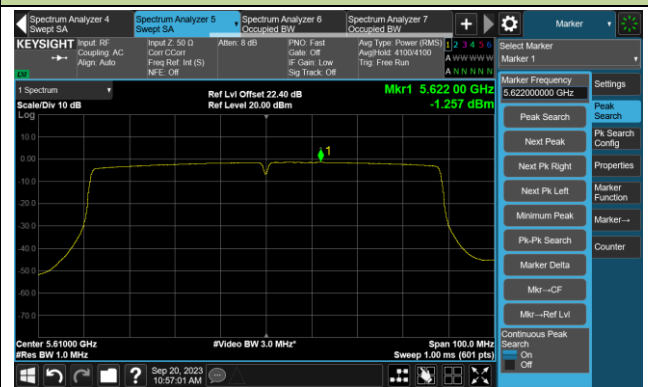 Spectrum Analyzer 4
Swept SA
Spectrum Analyzer 5
Swept SA
Spectrum Analyzer 6
Occupied BW
Spectrum Analyzer 7
Occupied BW
Marker
KEYSIGHT
Input: RF
Coupling: AC
Align: Auto
Input Z: 50 Ω
Corr CCorr
Freq Ref: Int (S)
NFE: Off
Atten: 8 dB
PNO: Fast
Gate: Off
IF Gain: Low
Sig Track: Off
Avg Type: Power (RMS)
Avg|Hold: 4100/4100
Trig: Free Run
1 2 3 4 5 6
A W W W W W
A N N N N N
Select Marker
Marker 1
1 Spectrum
Scale/Div 10 dB
Log
Ref Lvl Offset 22.40 dB
Ref Level 20.00 dBm
Mkr1 5.622 00 GHz
-1.257 dBm
10.0
0.00
-10.0
-20.0
-30.0
-40.0
-50.0
-60.0
-70.0
1
Center 5.61000 GHz
#Res BW 1.0 MHz
#Video BW 3.0 MHz*
Span 100.0 MHz
Sweep 1.00 ms (601 pts)
Marker Frequency
5.622000000 GHz
Peak Search
Next Peak
Next Pk Right
Next Pk Left
Minimum Peak
Pk-Pk Search
Marker Delta
Mkr→CF
Mkr→Ref Lvl
Continuous Peak
Search
On
Off
Settings
Peak
Search
Pk Search
Config
Properties
Marker
Function
Marker→
Counter
Sep 20, 2023
10:57:01 AM